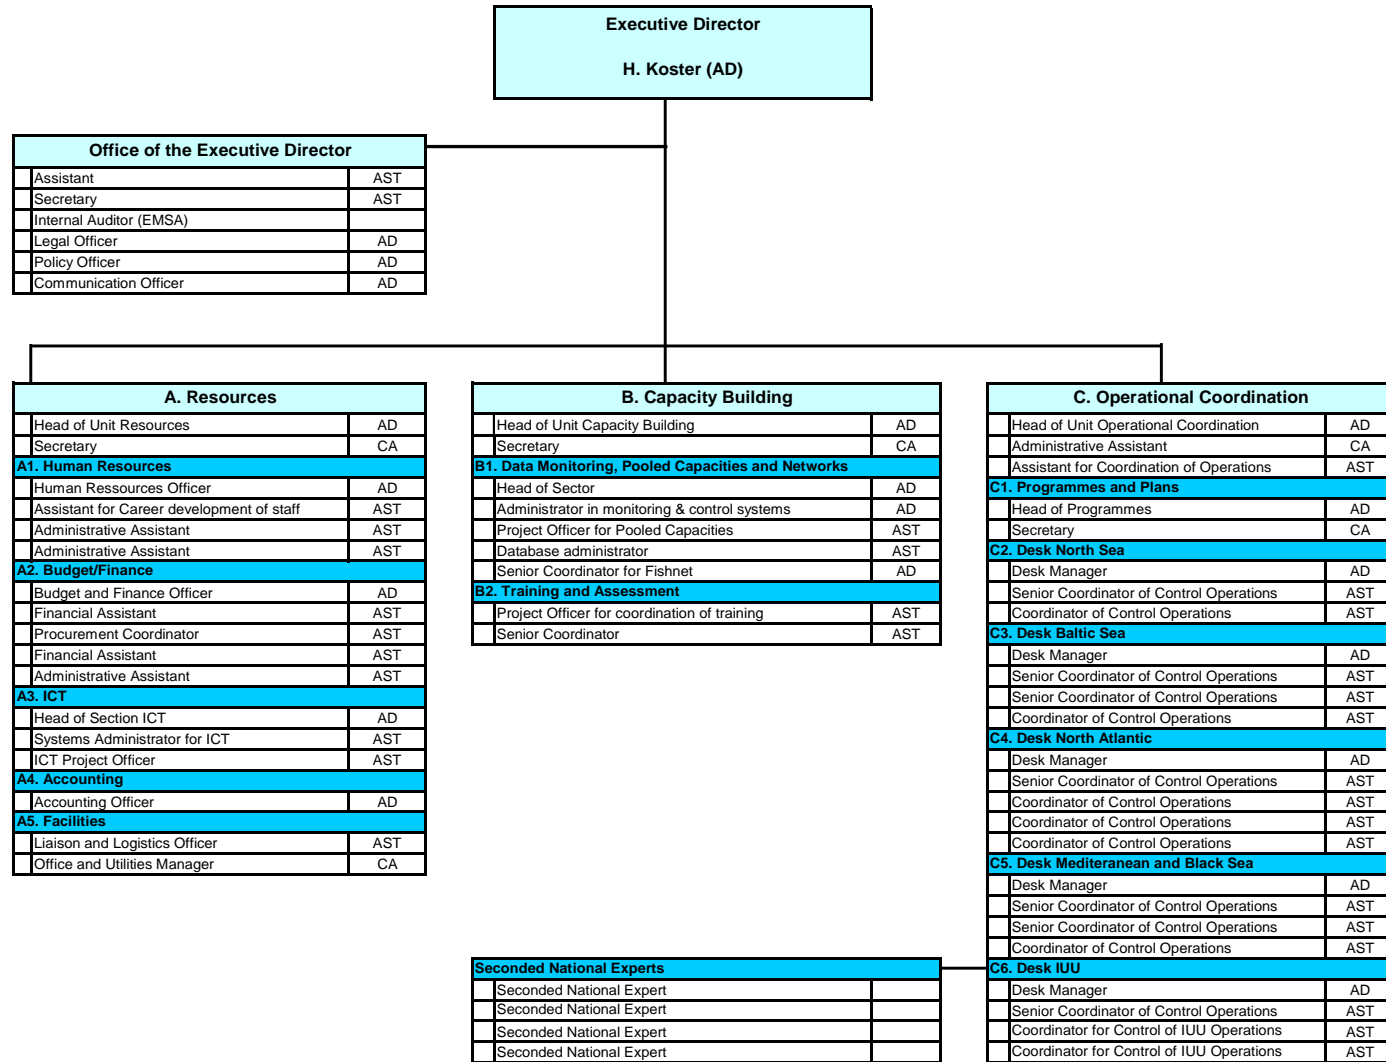 Executive Director
H. Koster (AD)
Office of the Executive Director
Assistant AST
Secretary AST
Internal Auditor (EMSA)
Legal Officer AD
Policy Officer AD
Communication Officer AD
A. Resources
Head of Unit Resources AD
Secretary CA
A1. Human Resources
Human Ressources Officer AD
Assistant for Career development of staff AST
Administrative Assistant AST
Administrative Assistant AST
A2. Budget/Finance
Budget and Finance Officer AD
Financial Assistant AST
Procurement Coordinator AST
Financial Assistant AST
Administrative Assistant AST
A3. ICT
Head of Section ICT AD
Systems Administrator for ICT AST
ICT Project Officer AST
A4. Accounting
Accounting Officer AD
A5. Facilities
Liaison and Logistics Officer AST
Office and Utilities Manager CA
B. Capacity Building
Head of Unit Capacity Building AD
Secretary CA
B1. Data Monitoring, Pooled Capacities and Networks
Head of Sector AD
Administrator in monitoring & control systems AD
Project Officer for Pooled Capacities AST
Database administrator AST
Senior Coordinator for Fishnet AD
B2. Training and Assessment
Project Officer for coordination of training AST
Senior Coordinator AST
Seconded National Experts
Seconded National Expert
Seconded National Expert
Seconded National Expert
Seconded National Expert
C. Operational Coordination
Head of Unit Operational Coordination AD
Administrative Assistant CA
Assistant for Coordination of Operations AST
C1. Programmes and Plans
Head of Programmes AD
Secretary CA
C2. Desk North Sea
Desk Manager AD
Senior Coordinator of Control Operations AST
Coordinator of Control Operations AST
C3. Desk Baltic Sea
Desk Manager AD
Senior Coordinator of Control Operations AST
Senior Coordinator of Control Operations AST
Coordinator of Control Operations AST
C4. Desk North Atlantic
Desk Manager AD
Senior Coordinator of Control Operations AST
Coordinator of Control Operations AST
Coordinator of Control Operations AST
Coordinator of Control Operations AST
C5. Desk Mediteranean and Black Sea
Desk Manager AD
Senior Coordinator of Control Operations AST
Senior Coordinator of Control Operations AST
Coordinator of Control Operations AST
C6. Desk IUU
Desk Manager AD
Senior Coordinator of Control Operations AST
Coordinator for Control of IUU Operations AST
Coordinator for Control of IUU Operations AST